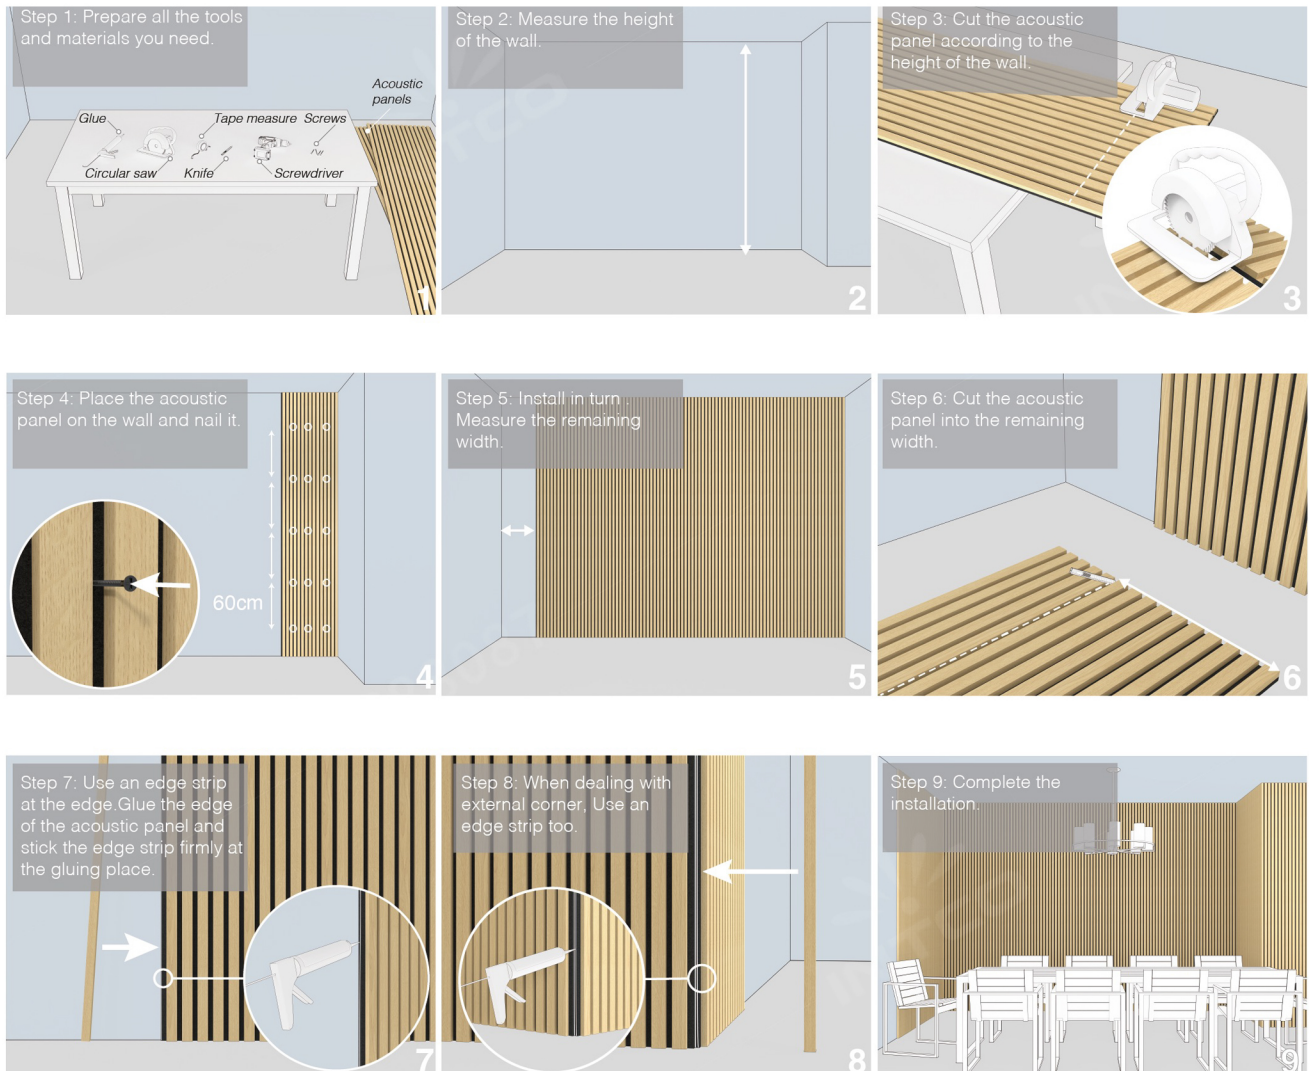 Step 1: Prepare all the tools
and materials you need.
Acoustic
panels
Glue
Tape measure
Screws
Circular saw
Knife
Screwdriver
1
Step 2: Measure the height
of the wall.
2
Step 3: Cut the acoustic
panel according to the
height of the wall.
3
Step 4: Place the acoustic
panel on the wall and nail it.
60cm
4
Step 5: Install in turn .
Measure the remaining
width.
5
Step 6: Cut the acoustic
panel into the remaining
width.
6
Step 7: Use an edge strip
at the edge.Glue the edge
of the acoustic panel and
stick the edge strip firmly at
the gluing place.
7
Step 8: When dealing with
external corner, Use an
edge strip too.
8
Step 9: Complete the
installation.
9